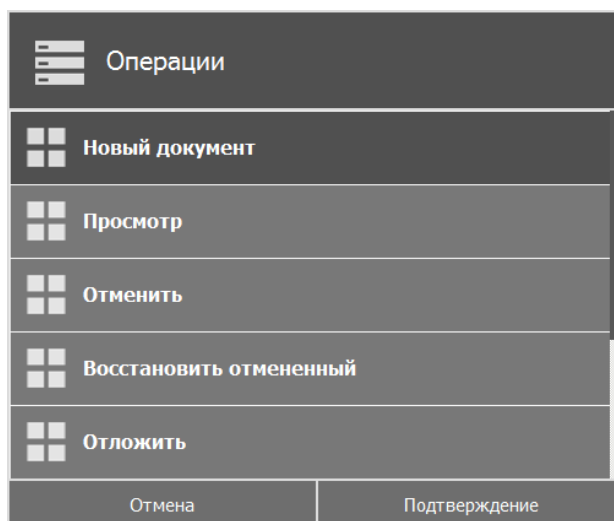 Операции
Новый документ
Просмотр
Отменить
Восстановить отмененный
Отложить
Отмена
Подтверждение